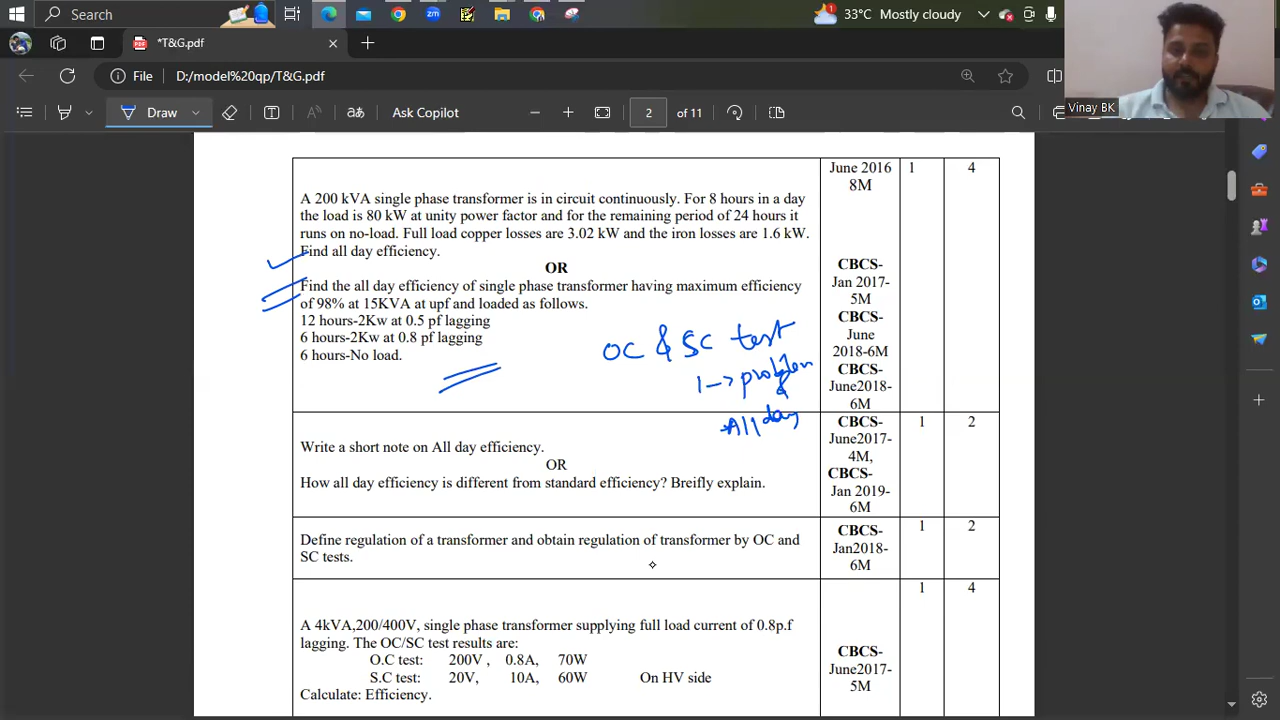 Search
33°C Mostly cloudy
*T&G.pdf
File
D:/model%20qp/T&G.pdf
Draw
Ask Copilot
2 of 11
Vinay BK
June 2016
8M
1
4
A 200 kVA single phase transformer is in circuit continuously. For 8 hours in a day
the load is 80 kW at unity power factor and for the remaining period of 24 hours it
runs on no-load. Full load copper losses are 3.02 kW and the iron losses are 1.6 kW.
Find all day efficiency.
OR
Find the all day efficiency of single phase transformer having maximum efficiency
of 98% at 15KVA at upf and loaded as follows.
12 hours-2Kw at 0.5 pf lagging
6 hours-2Kw at 0.8 pf lagging
6 hours-No load.
CBCS-
Jan 2017-
5M
CBCS-
June
2018-6M
CBCS-
June2018-
6M
OC & SC test
1 -> problem
&
All day
Write a short note on All day efficiency.
OR
How all day efficiency is different from standard efficiency? Breifly explain.
CBCS-
June2017-
4M,
CBCS-
Jan 2019-
6M
1
2
Define regulation of a transformer and obtain regulation of transformer by OC and
SC tests.
CBCS-
Jan2018-
6M
1
2
A 4kVA,200/400V, single phase transformer supplying full load current of 0.8p.f
lagging. The OC/SC test results are:
O.C test: 200V , 0.8A, 70W
S.C test: 20V, 10A, 60W On HV side
Calculate: Efficiency.
CBCS-
June2017-
5M
1
4